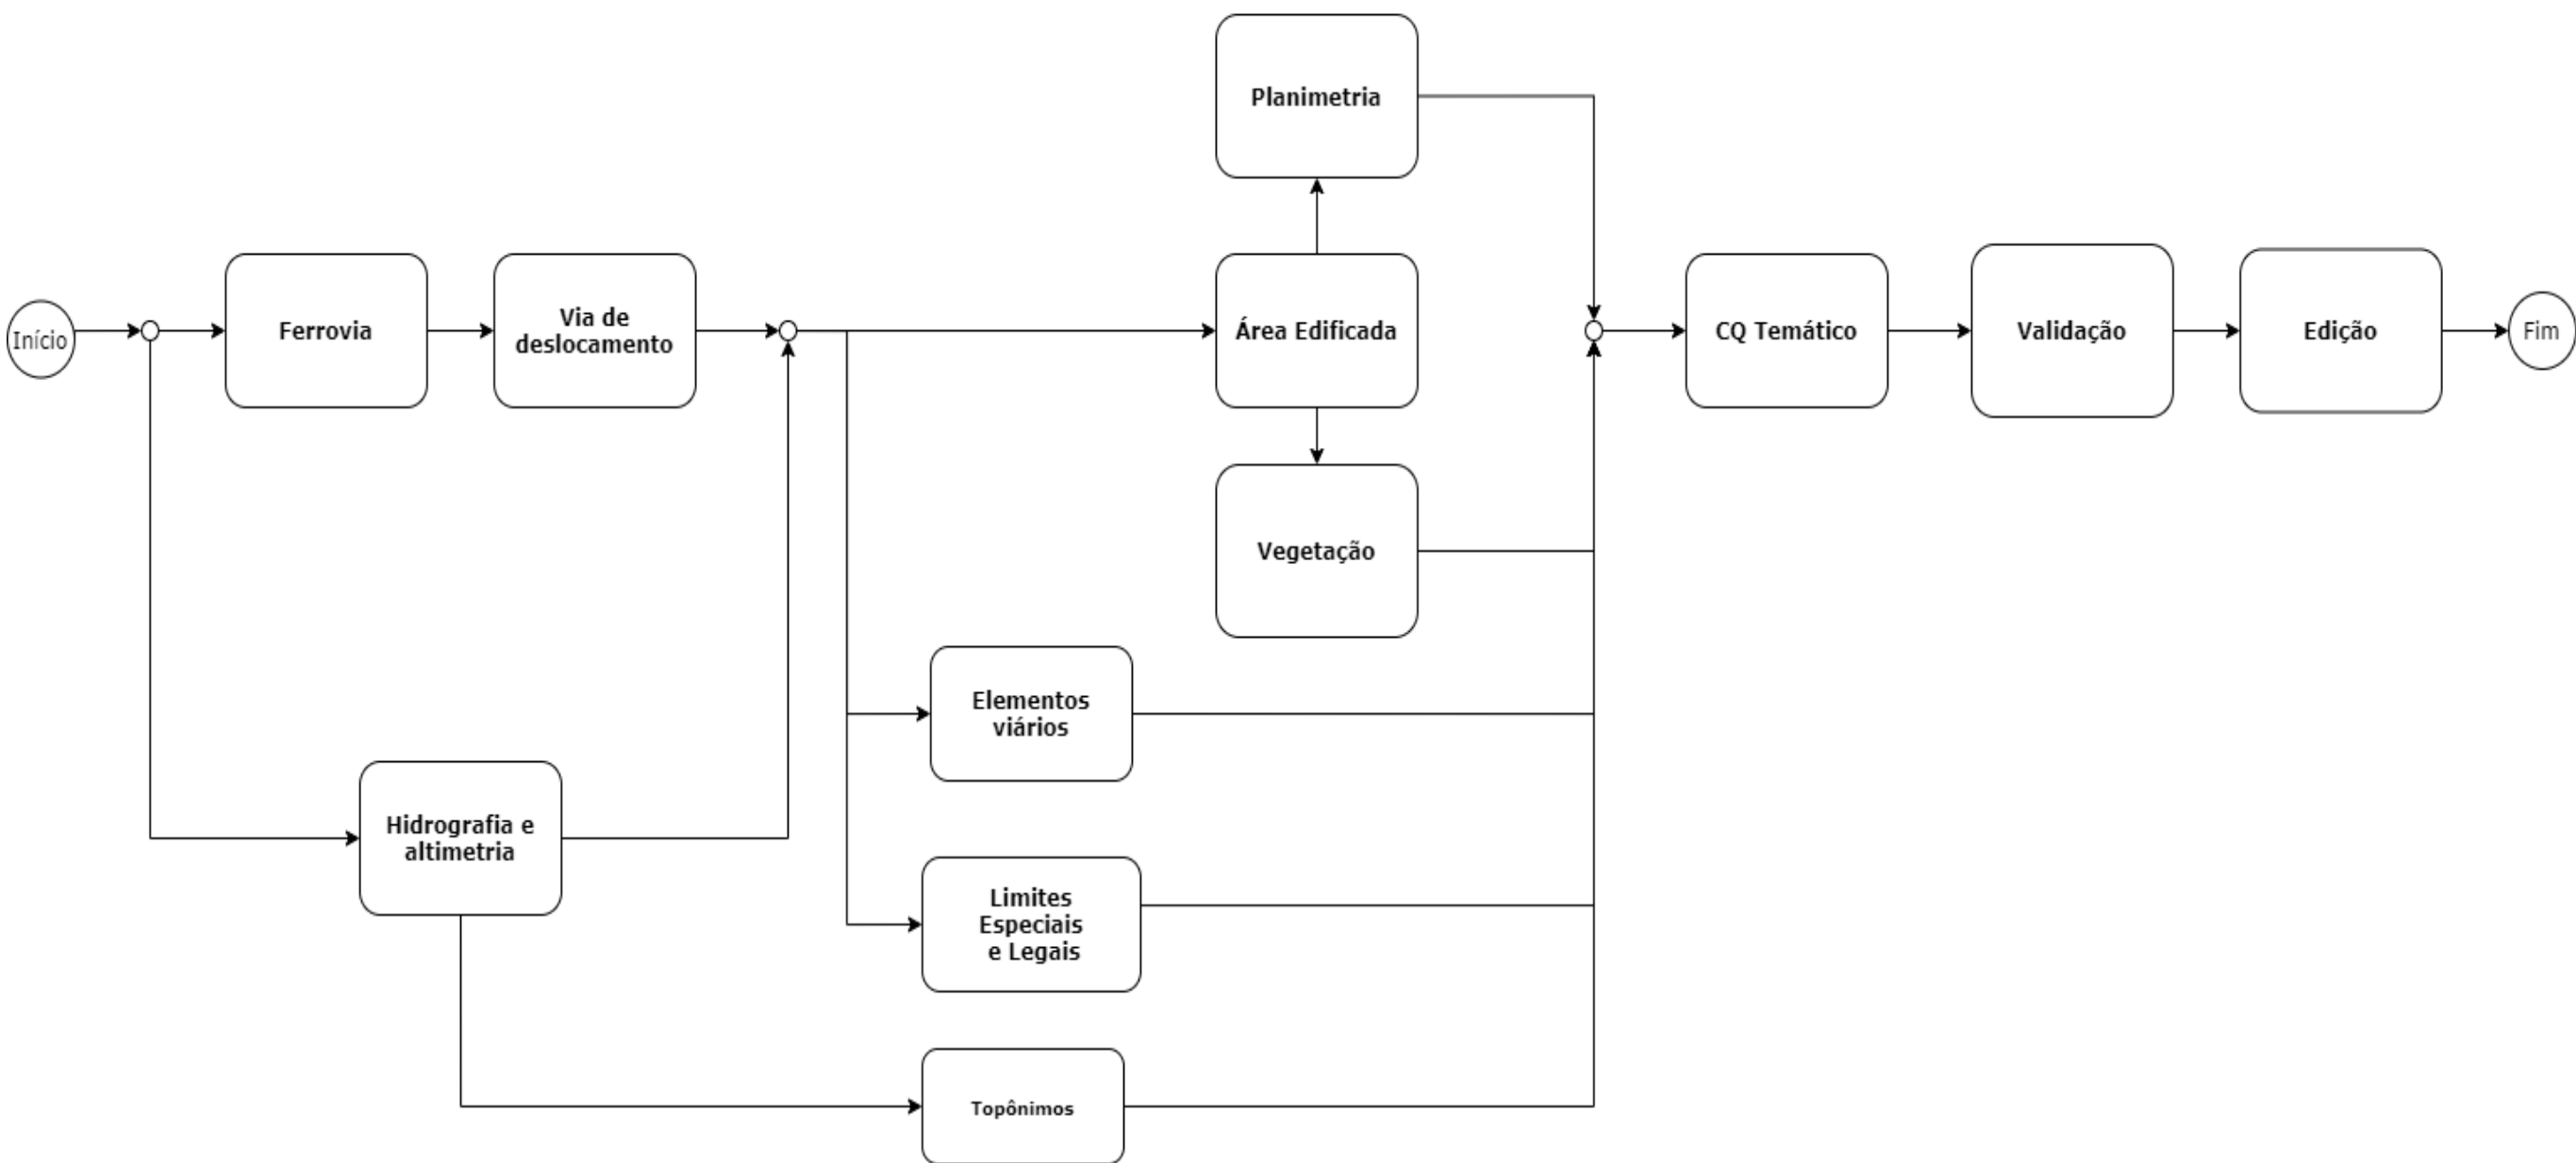 Planimetria
Início
Ferrovia
Via de
deslocamento
Área Edificada
CQ Temático
Validação
Edição
Fim
Vegetação
Elementos
viários
Hidrografia e
altimetria
Limites
Especiais
e Legais
Topônimos